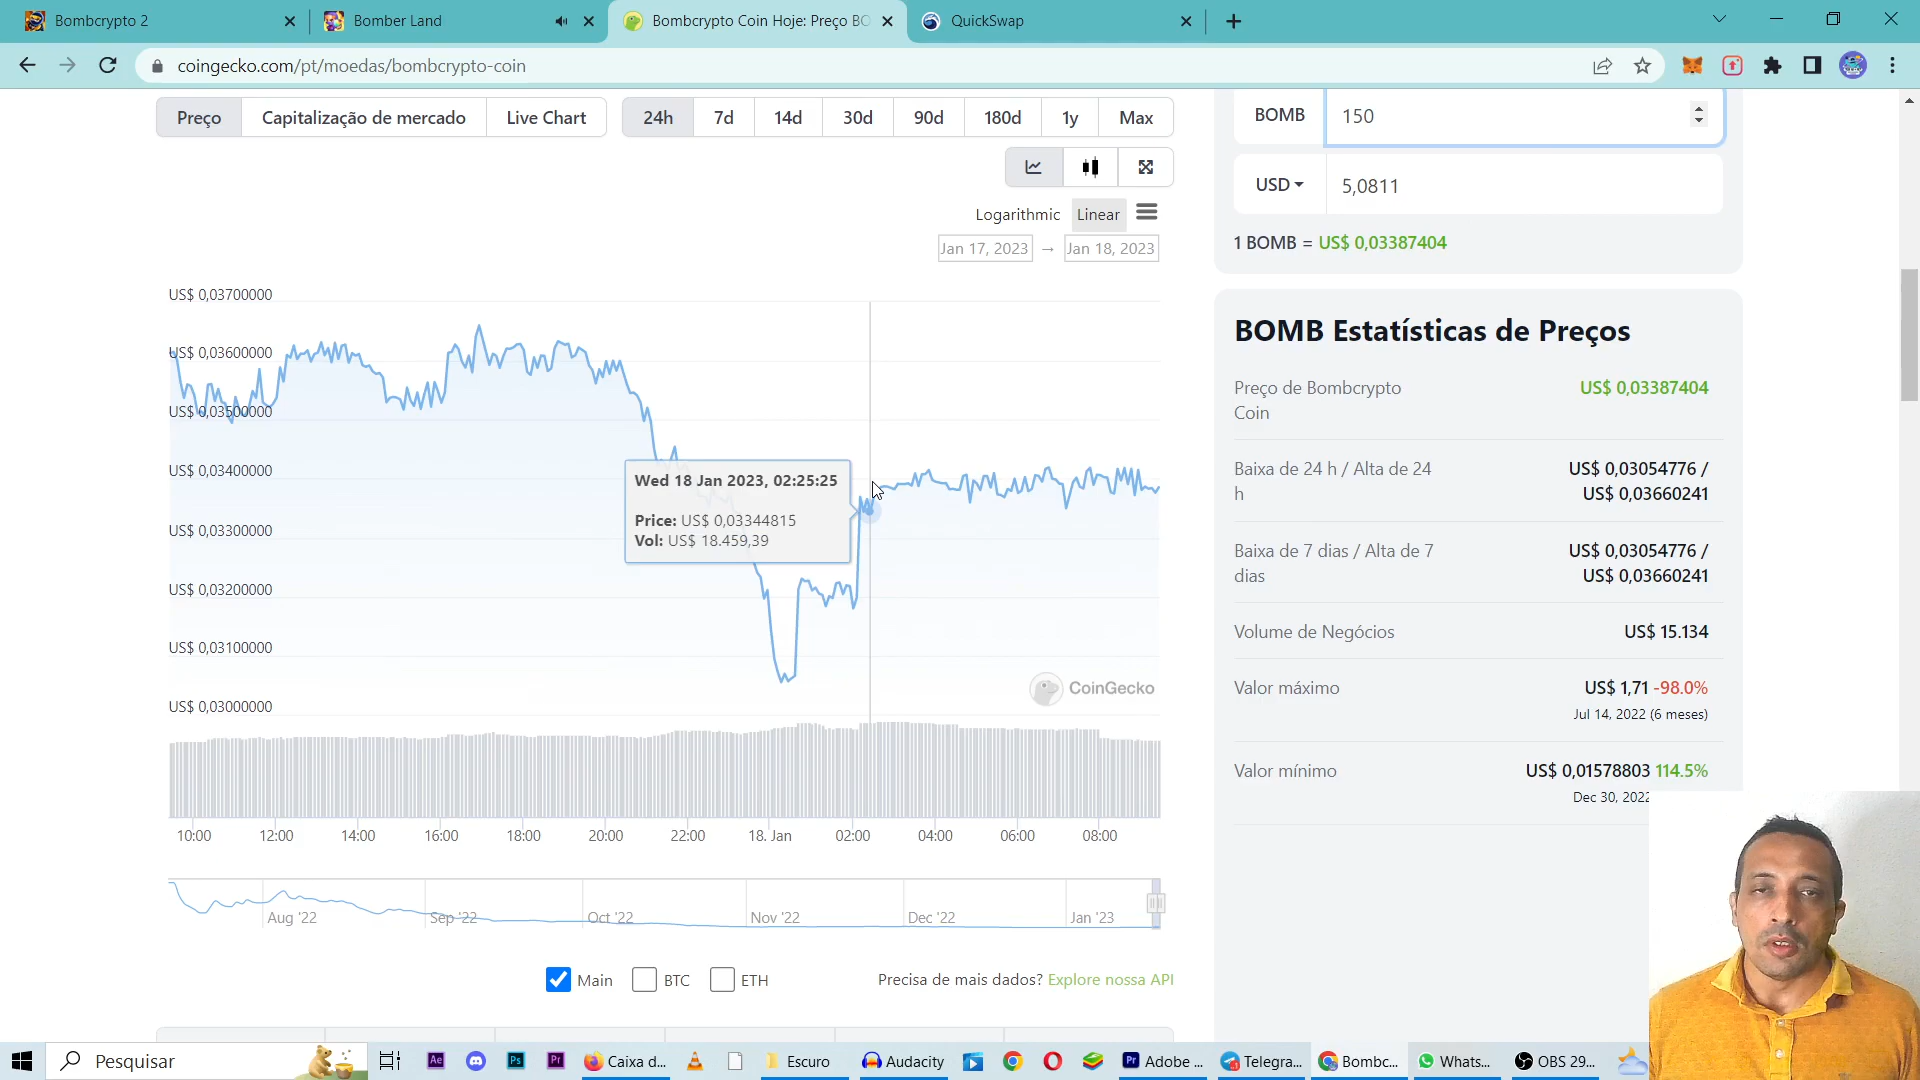 Bombcrypto 2
Bomber Land
Bombcrypto Coin Hoje: Preço BO
QuickSwap
coingecko.com/pt/moedas/bombcrypto-coin
Preço
Capitalização de mercado
Live Chart
24h
7d
14d
30d
90d
180d
1y
Max
Logarithmic
Linear
Jan 17, 2023 → Jan 18, 2023
US$ 0,03700000
US$ 0,03600000
US$ 0,03500000
US$ 0,03400000
US$ 0,03300000
US$ 0,03200000
US$ 0,03100000
US$ 0,03000000
Wed 18 Jan 2023, 02:25:25
Price: US$ 0,03344815
Vol: US$ 18.459,39
CoinGecko
10:00
12:00
14:00
16:00
18:00
20:00
22:00
18. Jan
02:00
04:00
06:00
08:00
Aug '22
Sep '22
Oct '22
Nov '22
Dec '22
Jan '23
Main
BTC
ETH
Precisa de mais dados? Explore nossa API
BOMB
150
USD
5,0811
1 BOMB = US$ 0,03387404
BOMB Estatísticas de Preços
Preço de Bombcrypto
Coin
US$ 0,03387404
Baixa de 24 h / Alta de 24
h
US$ 0,03054776 /
US$ 0,03660241
Baixa de 7 dias / Alta de 7
dias
US$ 0,03054776 /
US$ 0,03660241
Volume de Negócios
US$ 15.134
Valor máximo
US$ 1,71 -98.0%
Jul 14, 2022 (6 meses)
Valor mínimo
US$ 0,01578803 114.5%
Dec 30, 2022
Pesquisar
Ae
Ps
Pr
Caixa d...
Escuro
Audacity
Pr
Adobe ...
Telegra...
Bombc...
Whats...
OBS 29...